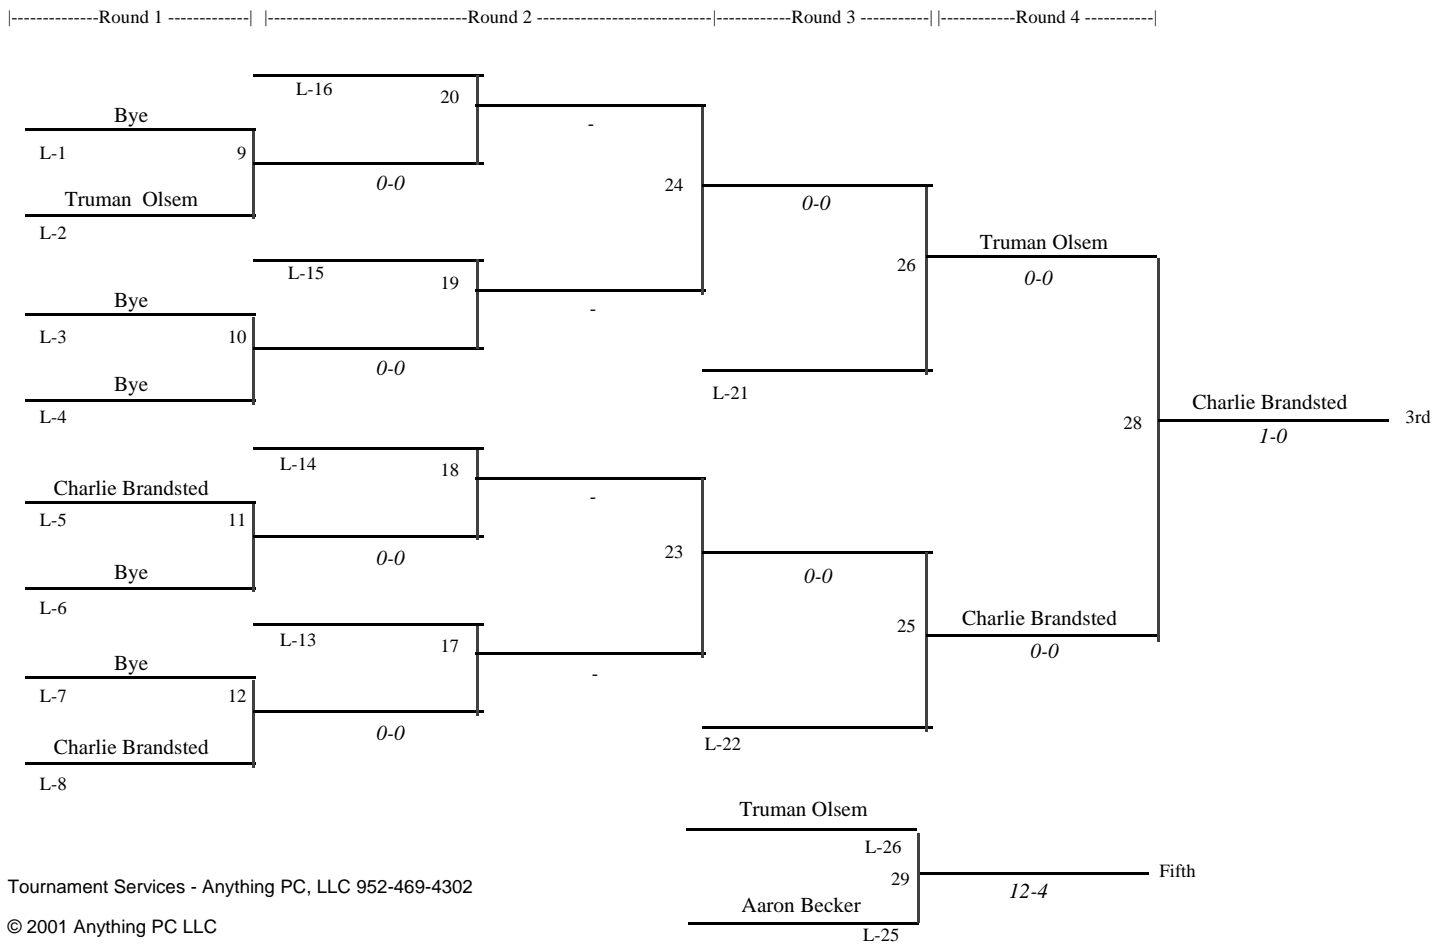 |-------------Round 1 -------------| |-------------------------------Round 2 ---------------------------|------------Round 3 -----------||------------Round 4 -----------|
L-16
20
Bye
-
L-1
9
0-0
24
Truman  Olsem
0-0
L-2
Truman Olsem
L-15
26
19
0-0
Bye
-
L-3
10
0-0
Bye
L-21
L-4
Charlie Brandsted
3rd
28
1-0
L-14
18
Charlie Brandsted
-
L-5
11
0-0
23
Bye
0-0
L-6
Charlie Brandsted
25
L-13
17
0-0
Bye
-
L-7
12
0-0
Charlie Brandsted
L-22
L-8
Truman Olsem
L-26
Fifth
29
12-4
Tournament Services - Anything PC, LLC 952-469-4302
Aaron Becker
© 2001 Anything PC LLC
L-25